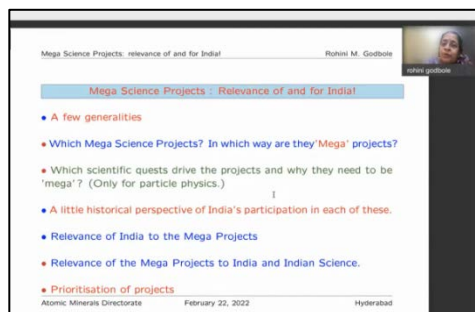 Mega Science Projects: relevance of and for India! Rohini M. Godbole
rohini godbole
Mega Science Projects : Relevance of and for India!
• A few generalities
• Which Mega Science Projects? In which way are they'Mega' projects?
• Which scientific quests drive the projects and why they need to be
'mega'? (Only for particle physics.)
• A little historical perspective of India's participation in each of these.
• Relevance of India to the Mega Projects
• Relevance of the Mega Projects to India and Indian Science.
• Prioritisation of projects
Atomic Minerals Directorate February 22, 2022 Hyderabad